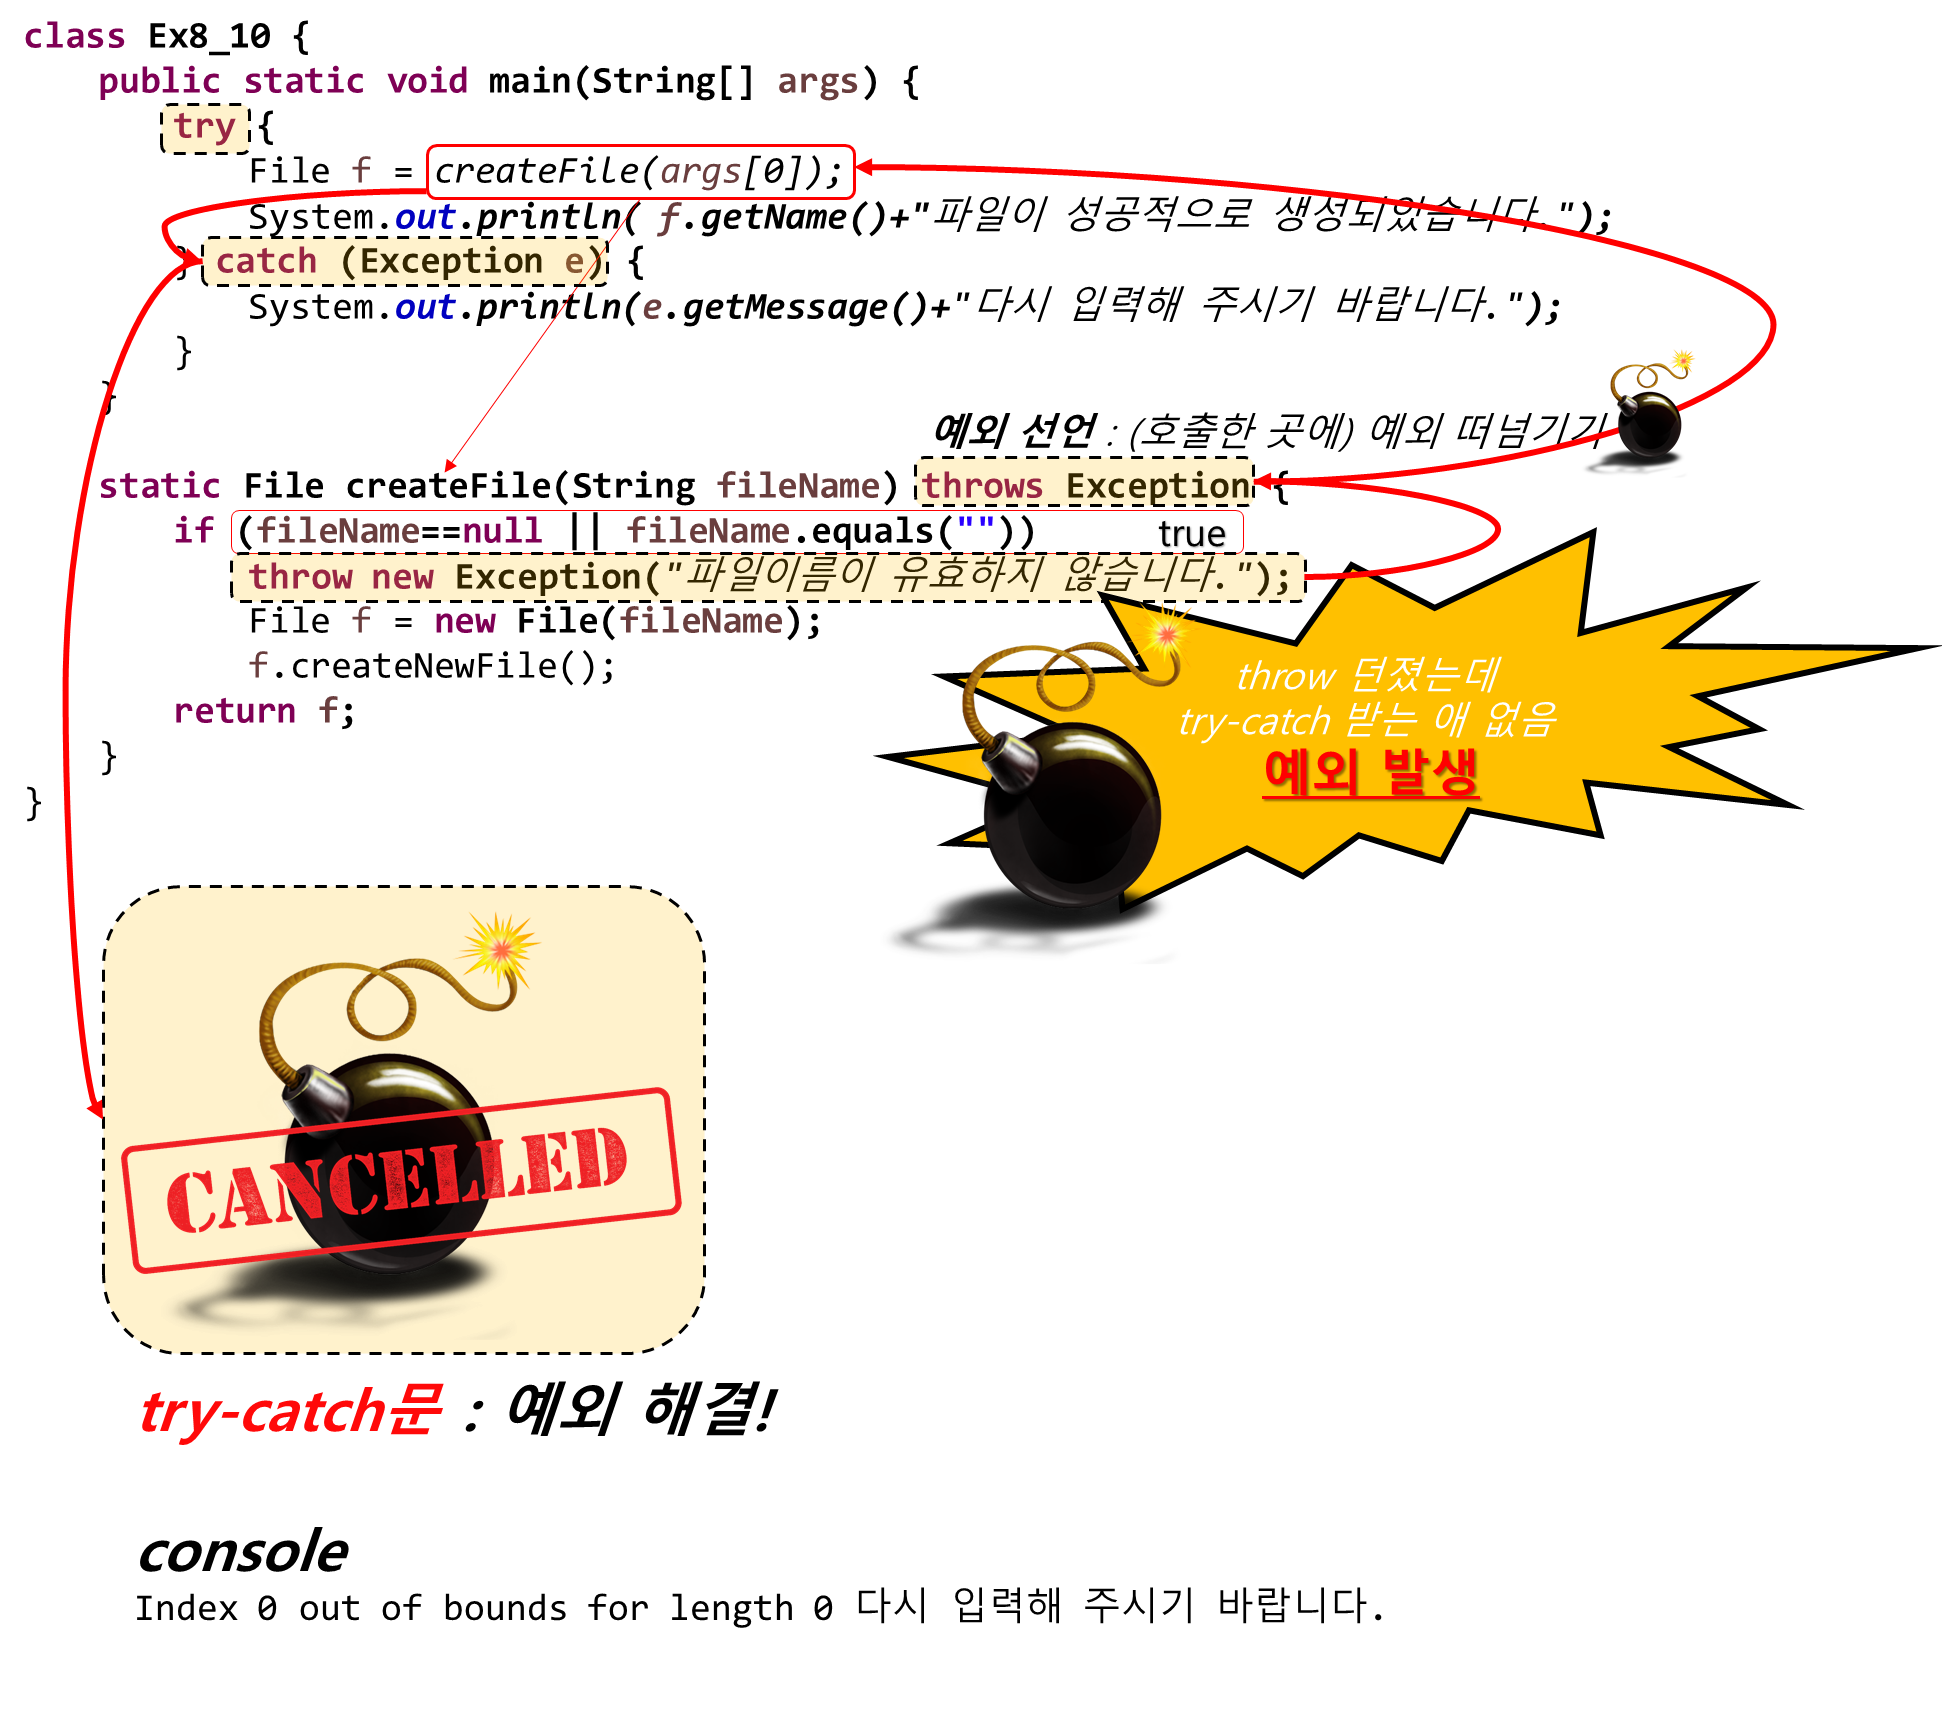 class Ex8_10 {
public static void main(String[] args) {
try {
File f = createFile(args[0]);
System.out.println( f.getName()+"파일이 성공적으로 생성되었습니다.");
} catch (Exception e) {
System.out.println(e.getMessage()+"다시 입력해 주시기 바랍니다.");
}
}
예외 선언 : (호출한 곳에) 예외 떠넘기기
static File createFile(String fileName) throws Exception {
if (fileName==null || fileName.equals("")) true
throw new Exception("파일이름이 유효하지 않습니다.");
File f = new File(fileName);
f.createNewFile();
return f;
}
}
throw 던졌는데
try-catch 받는 애 없음
예외 발생
CANCELLED
try-catch문 : 예외 해결!
console
Index 0 out of bounds for length 0 다시 입력해 주시기 바랍니다.